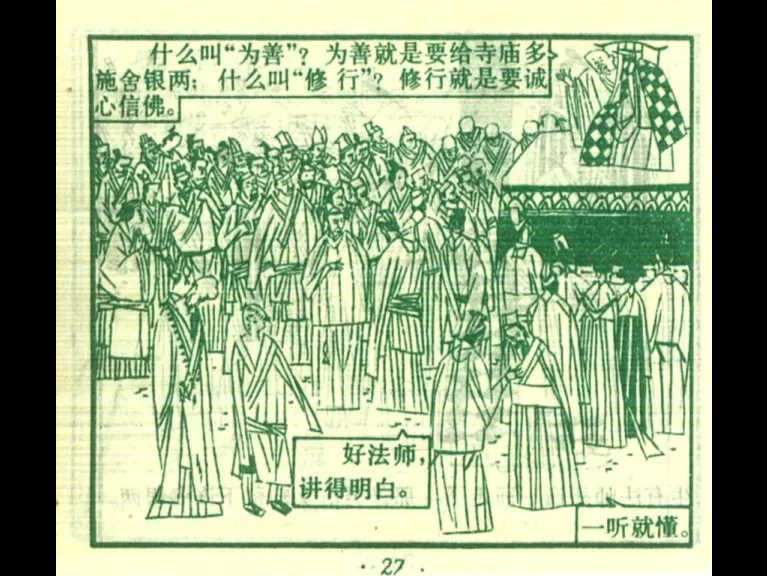 什么叫“为善”？为善就是要给寺庙多
施舍银两；什么叫“修行”？修行就是要诚
心信佛。
好法师，
讲得明白。
一听就懂。
·27·